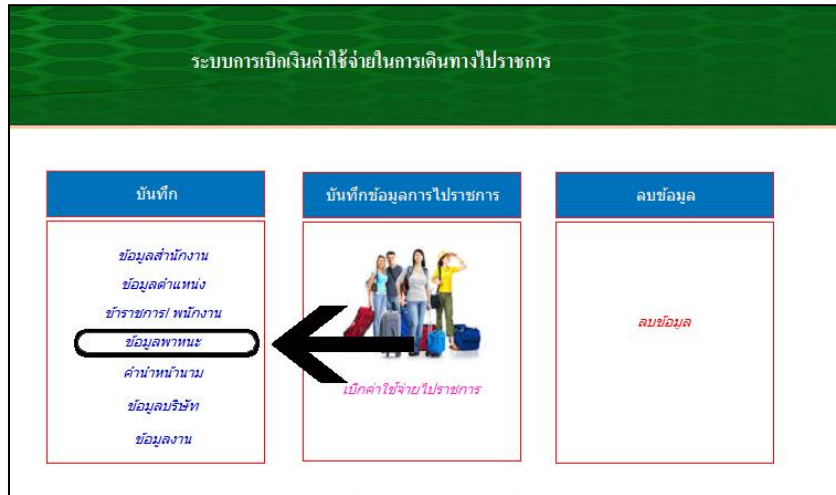 ระบบการเบิกเงินค่าใช้จ่ายในการเดินทางไปราชการ
บันทึก
ข้อมูลสำนักงาน
ข้อมูลตำแหน่ง
ข้าราชการ/ พนักงาน
ข้อมูลพาหนะ
คำนำหน้านาม
ข้อมูลบริษัท
ข้อมูลงาน
บันทึกข้อมูลการไปราชการ
เบิกค่าใช้จ่ายไปราชการ
ลบข้อมูล
ลบข้อมูล